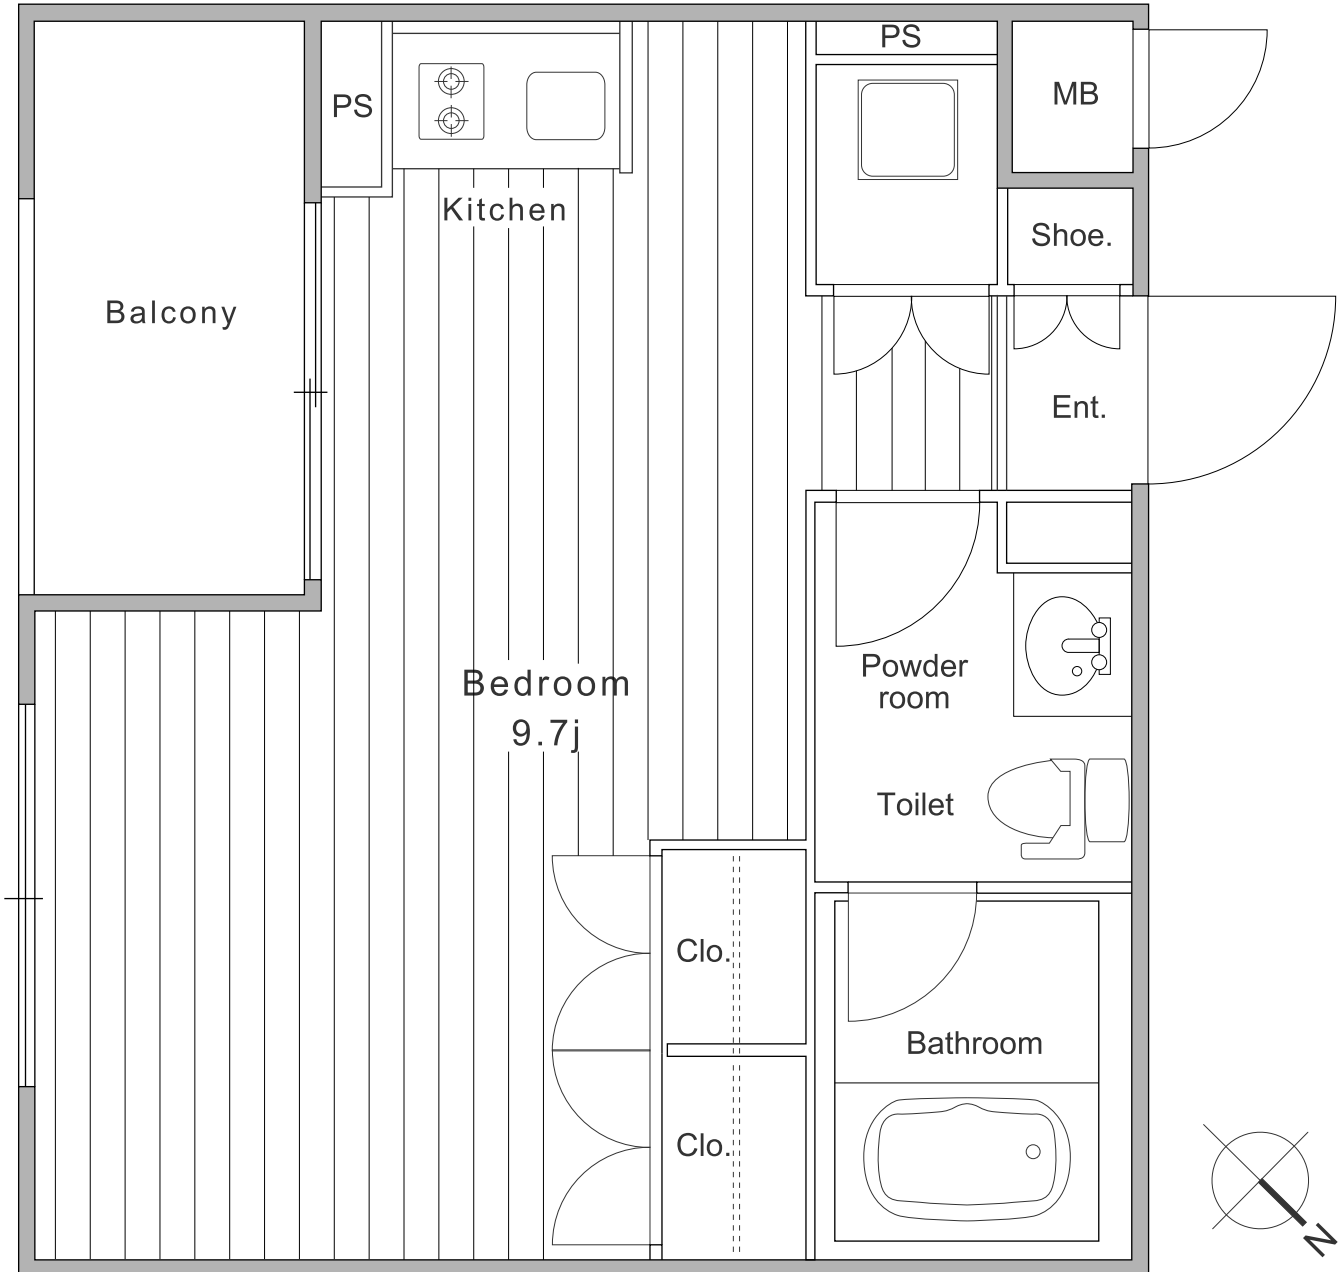 PS
PS
MB
Kitchen
Shoe.
Balcony
Ent.
Bedroom
9.7j
Powder
room
Toilet
Clo.
Bathroom
Clo.
N